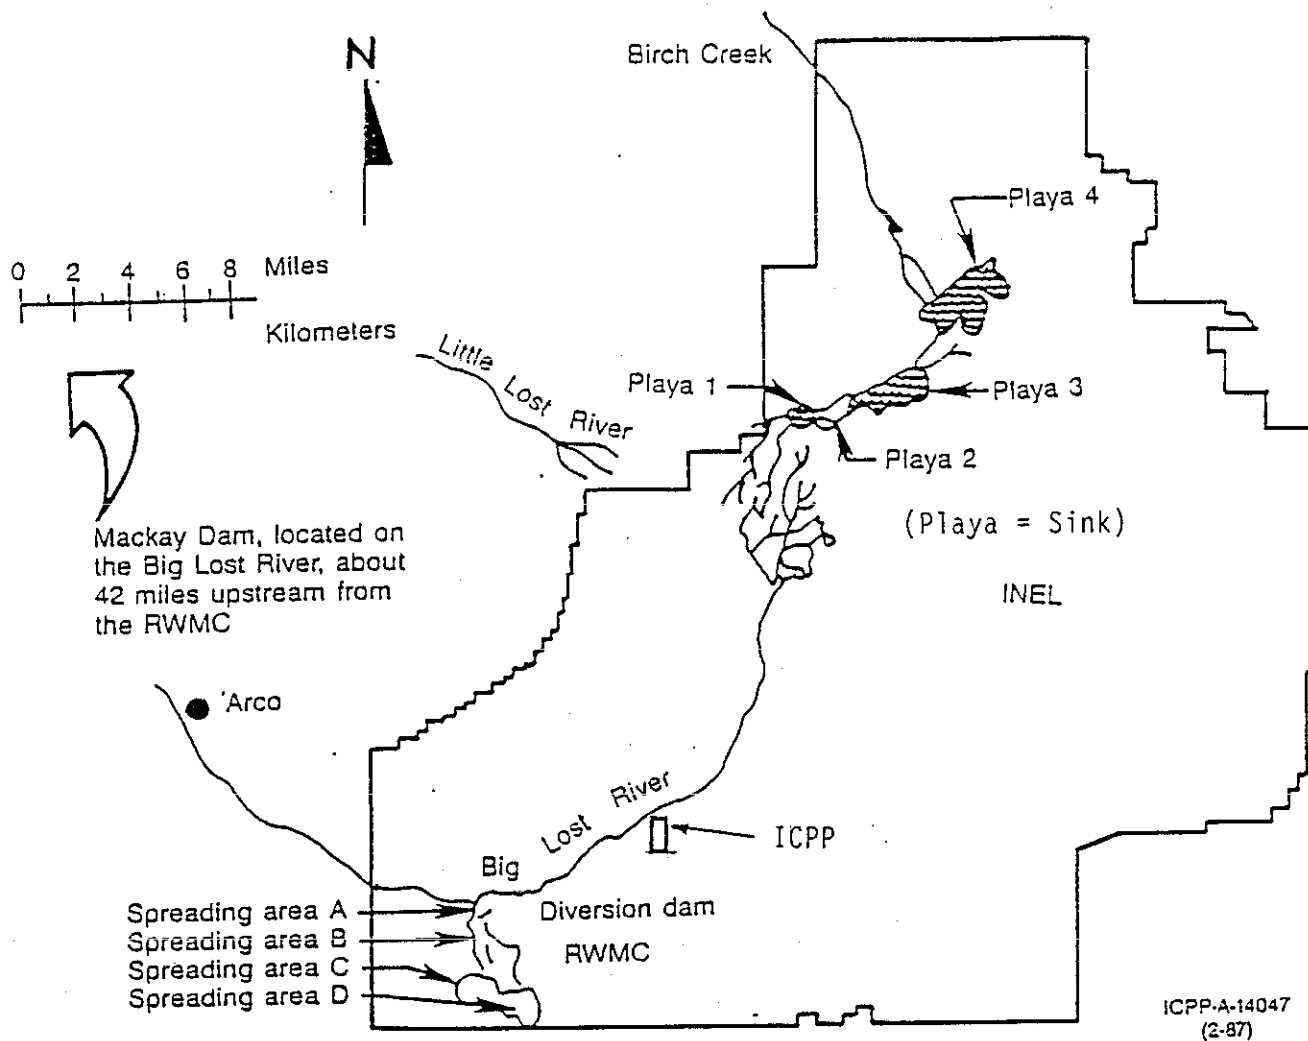 N
Birch Creek
Playa 4
0 2 4 6 8 Miles
Kilometers
Little Lost River
Playa 1
Playa 3
Playa 2
(Playa = Sink)
INEL
Mackay Dam, located on
the Big Lost River, about
42 miles upstream from
the RWMC
Arco
Big Lost River
ICPP
Spreading area A
Spreading area B
Spreading area C
Spreading area D
Diversion dam
RWMC
ICPP-A-14047
(2-87)